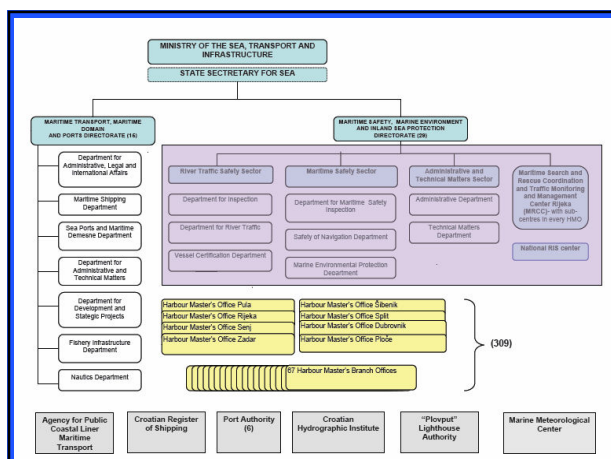 MINISTRY OF THE SEA, TRANSPORT AND
INFRASTRUCTURE
STATE SECTRETARY FOR SEA
MARITIME TRANSPORT, MARITIME
DOMAIN
AND PORTS DIRECTORATE (15)
MARITIME SAFETY, MARINE ENVIRONMENT
AND INLAND SEA PROTECTION
DIRECTORATE (29)
Department for
Administrative, Legal and
International Affairs
Maritime Shipping
Department
Sea Ports and Maritime
Demesne Department
Department for
Administrative and
Technical Matters
Department for
Development and
Stategic Projects
Fishery Infrastructure
Department
Nautics Department
River Traffic Safety Sector
Department for Inspection
Department for River Traffic
Vessel Certification Department
Maritime Safety Sector
Department for Maritime Safety
Inspection
Safety of Navigation Department
Marine Environmental Protection
Department
Administrative and
Technical Matters Sector
Administrative Department
Technical Matters
Department
Maritime Search and
Rescue Coordination
and Traffic Monitoring
and Management
Center Rijeka
(MRCC)- with sub-
centres in every HMO
National RIS center
Harbour Master's Office Pula
Harbour Master's Office Rijeka
Harbour Master's Office Senj
Harbour Master's Office Zadar
Harbour Master's Office Šibenik
Harbour Master's Office Split
Harbour Master's Office Dubrovnik
Harbour Master's Office Ploče
(309)
67 Harbour Master's Branch Offices
Agency for Public
Coastal Liner
Maritime
Transport
Croatian Register
of Shipping
Port Authority
(6)
Croatian
Hydrographic Institute
"Plovput"
Lighthouse
Authority
Marine Meteorological
Center